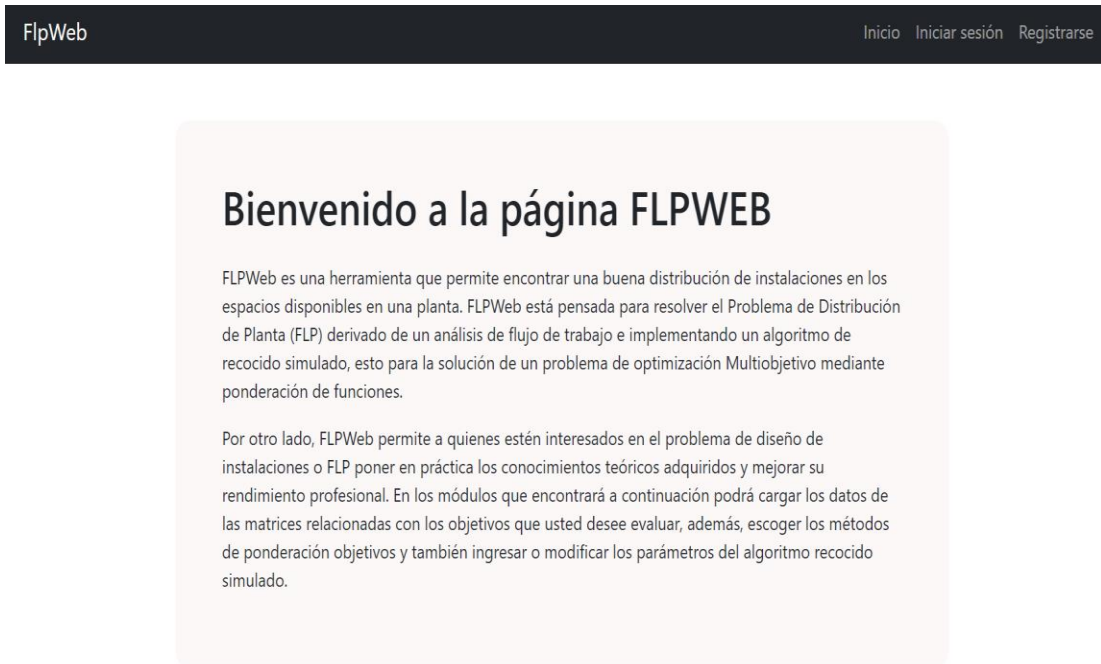 FlpWeb
Inicio Iniciar sesión Registrarse
Bienvenido a la página FLPWEB
FLPWeb es una herramienta que permite encontrar una buena distribución de instalaciones en los
espacios disponibles en una planta. FLPWeb está pensada para resolver el Problema de Distribución
de Planta (FLP) derivado de un análisis de flujo de trabajo e implementando un algoritmo de
recocido simulado, esto para la solución de un problema de optimización Multiobjetivo mediante
ponderación de funciones.
Por otro lado, FLPWeb permite a quienes estén interesados en el problema de diseño de
instalaciones o FLP poner en práctica los conocimientos teóricos adquiridos y mejorar su
rendimiento profesional. En los módulos que encontrará a continuación podrá cargar los datos de
las matrices relacionadas con los objetivos que usted desee evaluar, además, escoger los métodos
de ponderación objetivos y también ingresar o modificar los parámetros del algoritmo recocido
simulado.